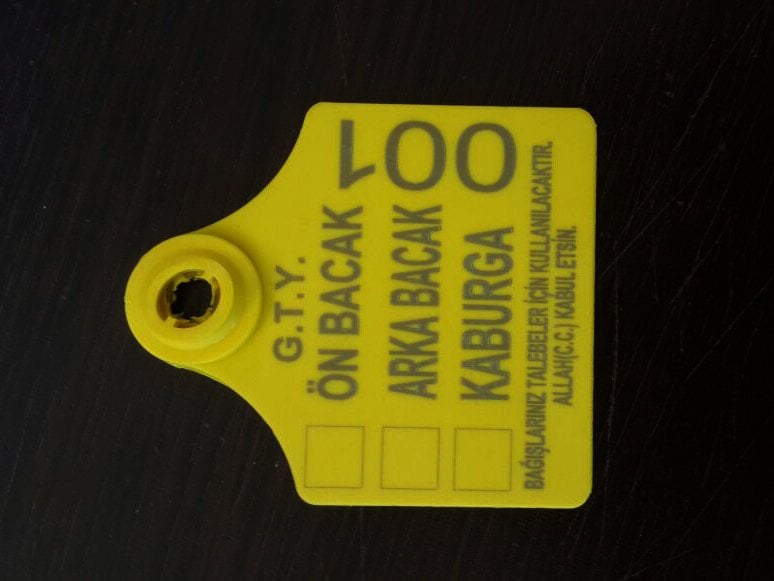 G.T.Y.
ÖN BACAK
ARKA BACAK
KABURGA
001
BAĞIŞLARINIZ TALEBELER İÇİN KULLANILACAKTIR.
ALLAH(C.C.) KABUL ETSİN.